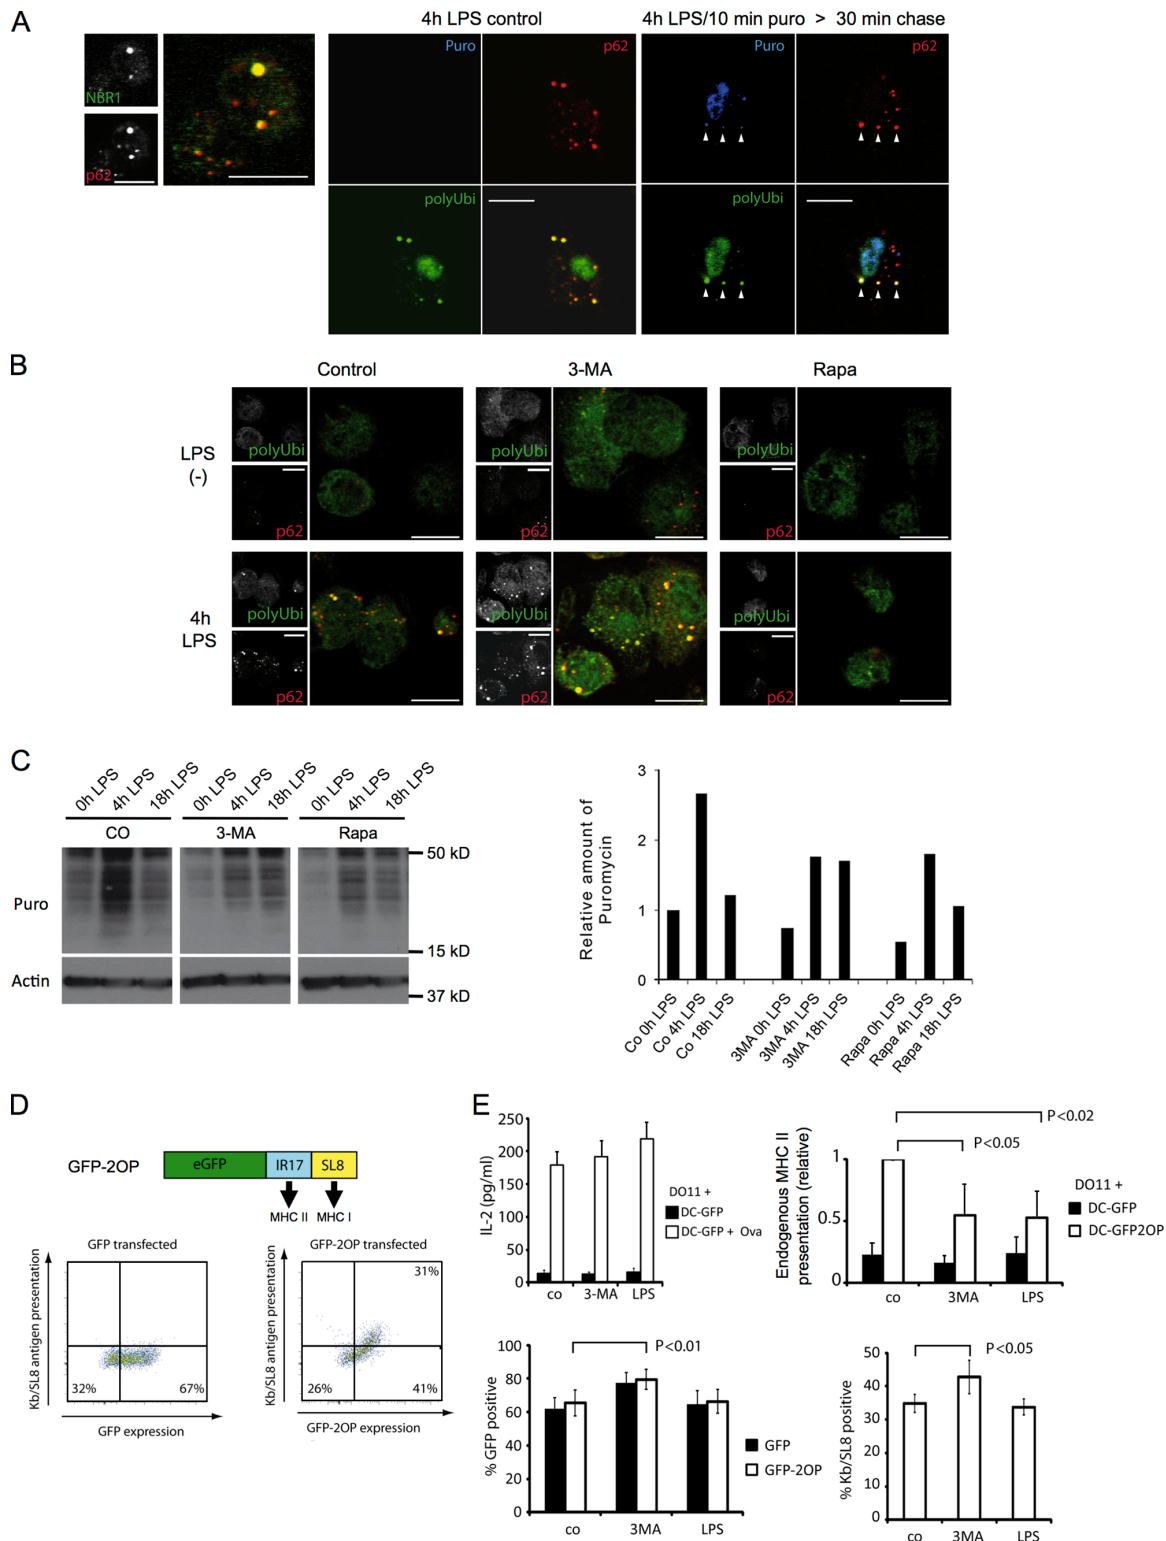 A
4h LPS control
4h LPS/10 min puro > 30 min chase
NBR1
p62
Puro
p62
polyUbi
Puro
p62
polyUbi
B
Control
3-MA
Rapa
LPS
(-)
polyUbi
p62
polyUbi
p62
polyUbi
p62
4h
LPS
polyUbi
p62
polyUbi
p62
polyUbi
p62
C
0h LPS
4h LPS
18h LPS
0h LPS
4h LPS
18h LPS
0h LPS
4h LPS
18h LPS
CO
3-MA
Rapa
Puro
50 kD
15 kD
Actin
37 kD
Relative amount of
Puromycin
3
2
1
0
Co 0h LPS
Co 4h LPS
Co 18h LPS
3MA 0h LPS
3MA 4h LPS
3MA 18h LPS
Rapa 0h LPS
Rapa 4h LPS
Rapa 18h LPS
D
GFP-2OP
eGFP
IR17
SL8
MHC II
MHC I
GFP transfected
Kb/SL8 antigen presentation
32%
67%
GFP expression
GFP-2OP transfected
Kb/SL8 antigen presentation
31%
26%
41%
GFP-2OP expression
E
IL-2 (pg/ml)
250
200
150
100
50
0
co
3-MA
LPS
DO11 +
DC-GFP
DC-GFP + Ova
Endogenous MHC II
presentation (relative)
1
0.5
0
P<0.02
P<0.05
co
3MA
LPS
DO11 +
DC-GFP
DC-GFP2OP
% GFP positive
100
80
60
40
20
0
P<0.01
co
3MA
LPS
GFP
GFP-2OP
% Kb/SL8 positive
50
40
30
20
10
0
P<0.05
co
3MA
LPS